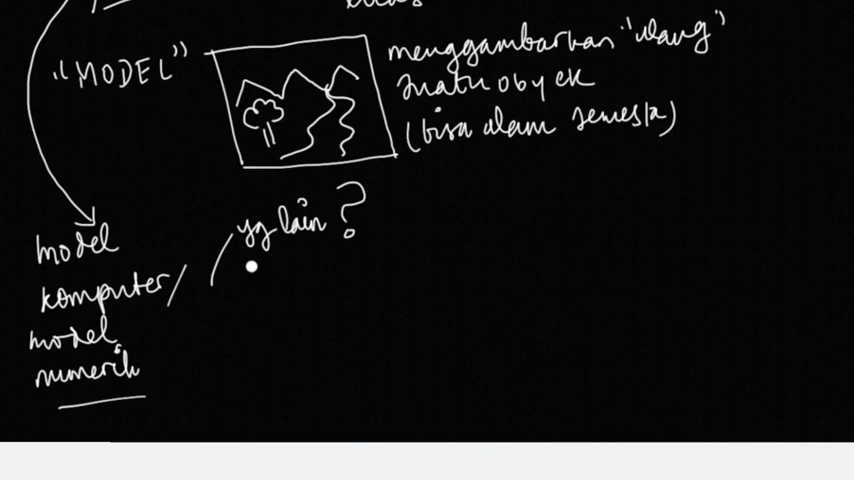 "MODEL"
menggambarkan "ulang"
suatu obyek
(bisa alam semesta)
yg lain?
model
komputer /
model
numerik